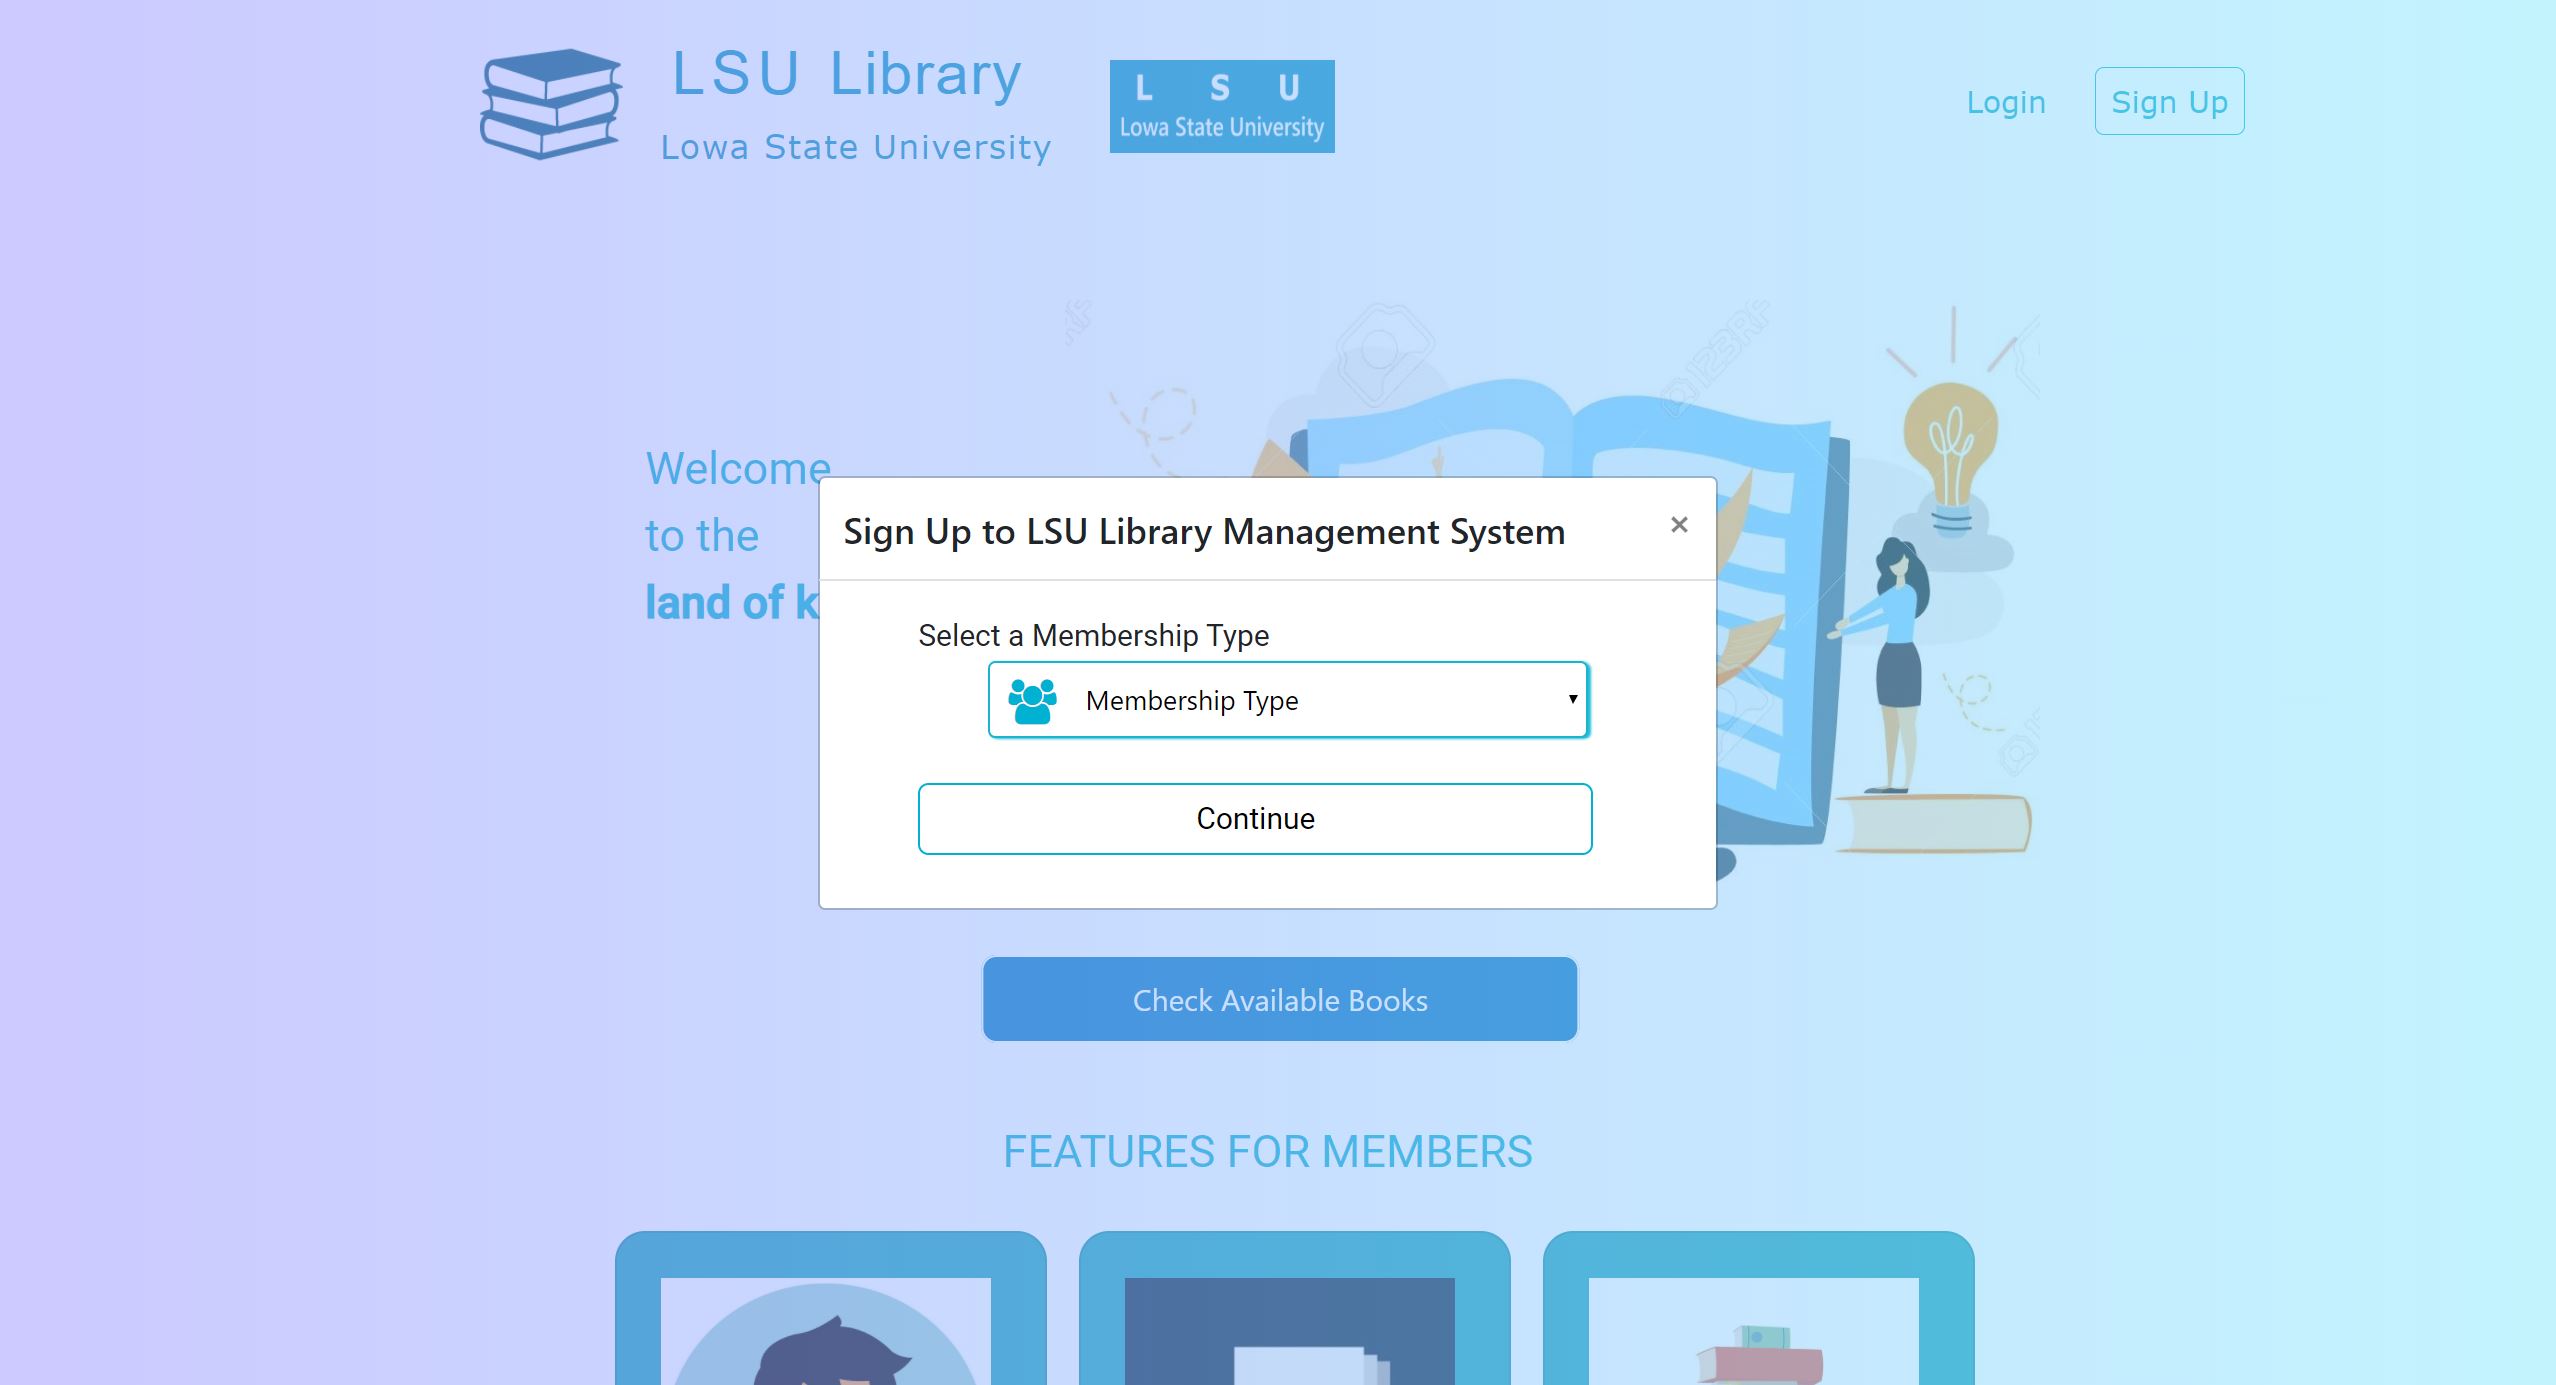 LSU Library
Lowa State University
L S U
Lowa State University
Login
Sign Up
123RF
Welcome
to the
land of k
Sign Up to LSU Library Management System
×
Select a Membership Type
Membership Type
Continue
Check Available Books
FEATURES FOR MEMBERS